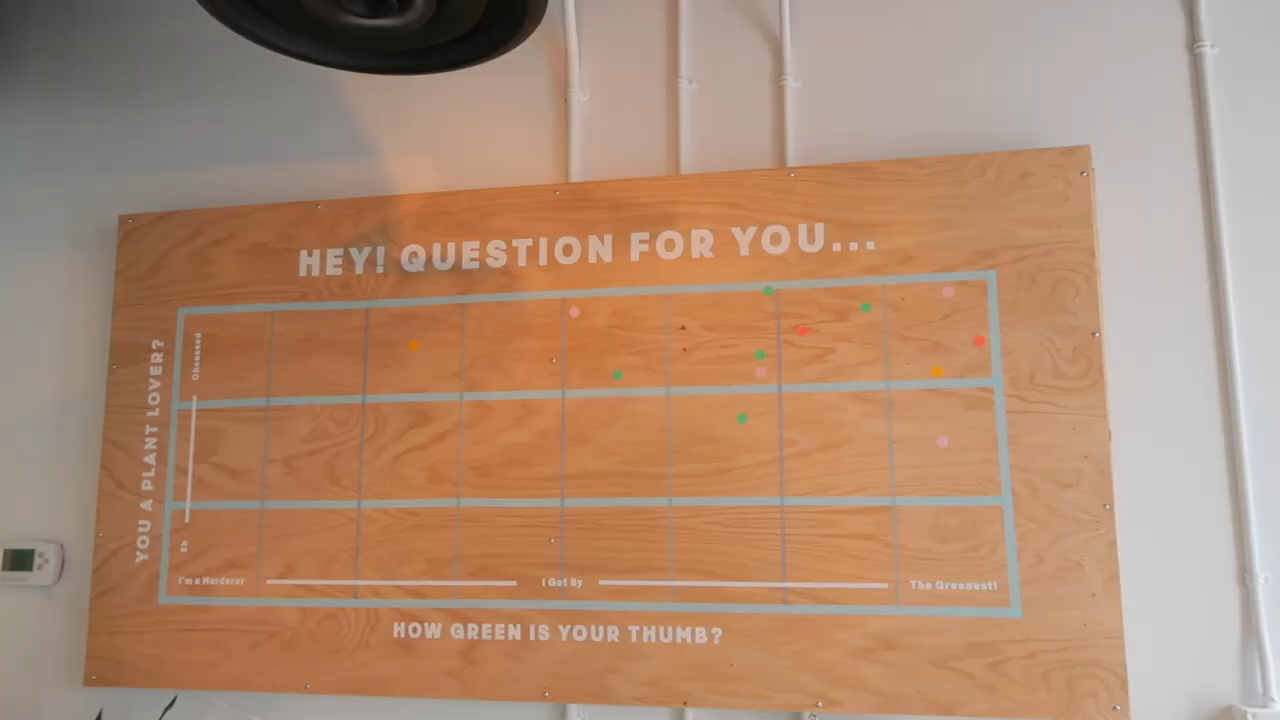 HEY! QUESTION FOR YOU...
YOU A PLANT LOVER?
Obsessed
Eh
I'm a Murderer
I Get By
The Greenest!
HOW GREEN IS YOUR THUMB?